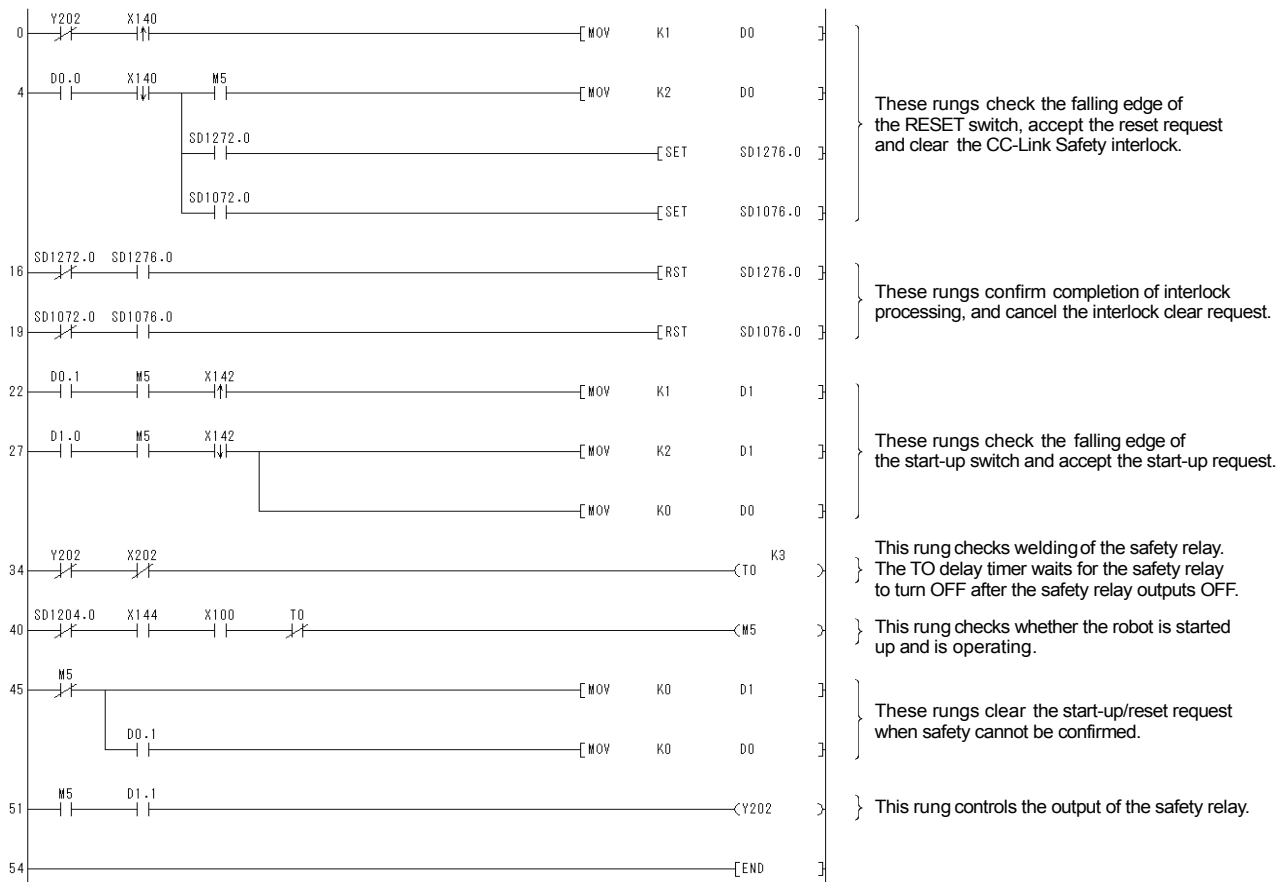 Y202 X140
0 [MOV K1 D0 ]
D0.0 X140 M5
4 [MOV K2 D0 ]
SD1272.0
[SET SD1276.0 ]
SD1072.0
[SET SD1076.0 ]
These rungs check the falling edge of
the RESET switch, accept the reset request
and clear the CC-Link Safety interlock.
SD1272.0 SD1276.0
16 [RST SD1276.0 ]
SD1072.0 SD1076.0
19 [RST SD1076.0 ]
These rungs confirm completion of interlock
processing, and cancel the interlock clear request.
D0.1 M5 X142
22 [MOV K1 D1 ]
D1.0 M5 X142
27 [MOV K2 D1 ]
[MOV K0 D0 ]
These rungs check the falling edge of
the start-up switch and accept the start-up request.
Y202 X202 K3
34 (T0 )
This rung checks welding of the safety relay.
The TO delay timer waits for the safety relay
to turn OFF after the safety relay outputs OFF.
SD1204.0 X144 X100 T0
40 (M5 )
This rung checks whether the robot is started
up and is operating.
M5
45 [MOV K0 D1 ]
D0.1
[MOV K0 D0 ]
These rungs clear the start-up/reset request
when safety cannot be confirmed.
M5 D1.1
51 (Y202 )
This rung controls the output of the safety relay.
54 [END ]